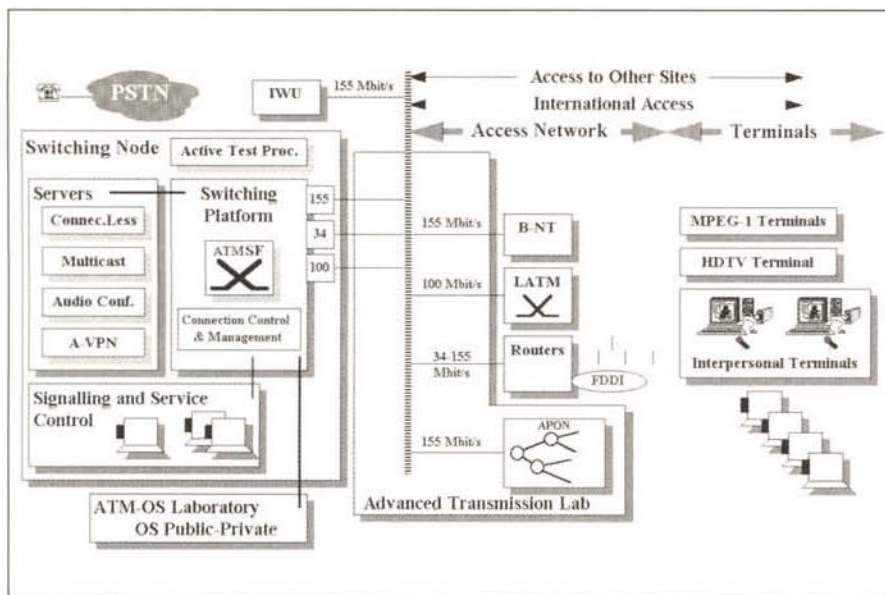 PSTN
IWU
155 Mbit/s
Access to Other Sites
International Access
Access Network
Terminals
Switching Node
Active Test Proc.
Servers
Connec.Less
Multicast
Audio Conf.
A-VPN
Switching
Platform
ATMSF
Connection Control
& Management
155
34
100
Signalling and Service
Control
ATM-OS Laboratory
OS Public-Private
155 Mbit/s
B-NT
100 Mbit/s
LATM
34-155
Mbit/s
Routers
FDDI
155 Mbit/s
APON
Advanced Transmission Lab
MPEG-1 Terminals
HDTV Terminal
Interpersonal Terminals